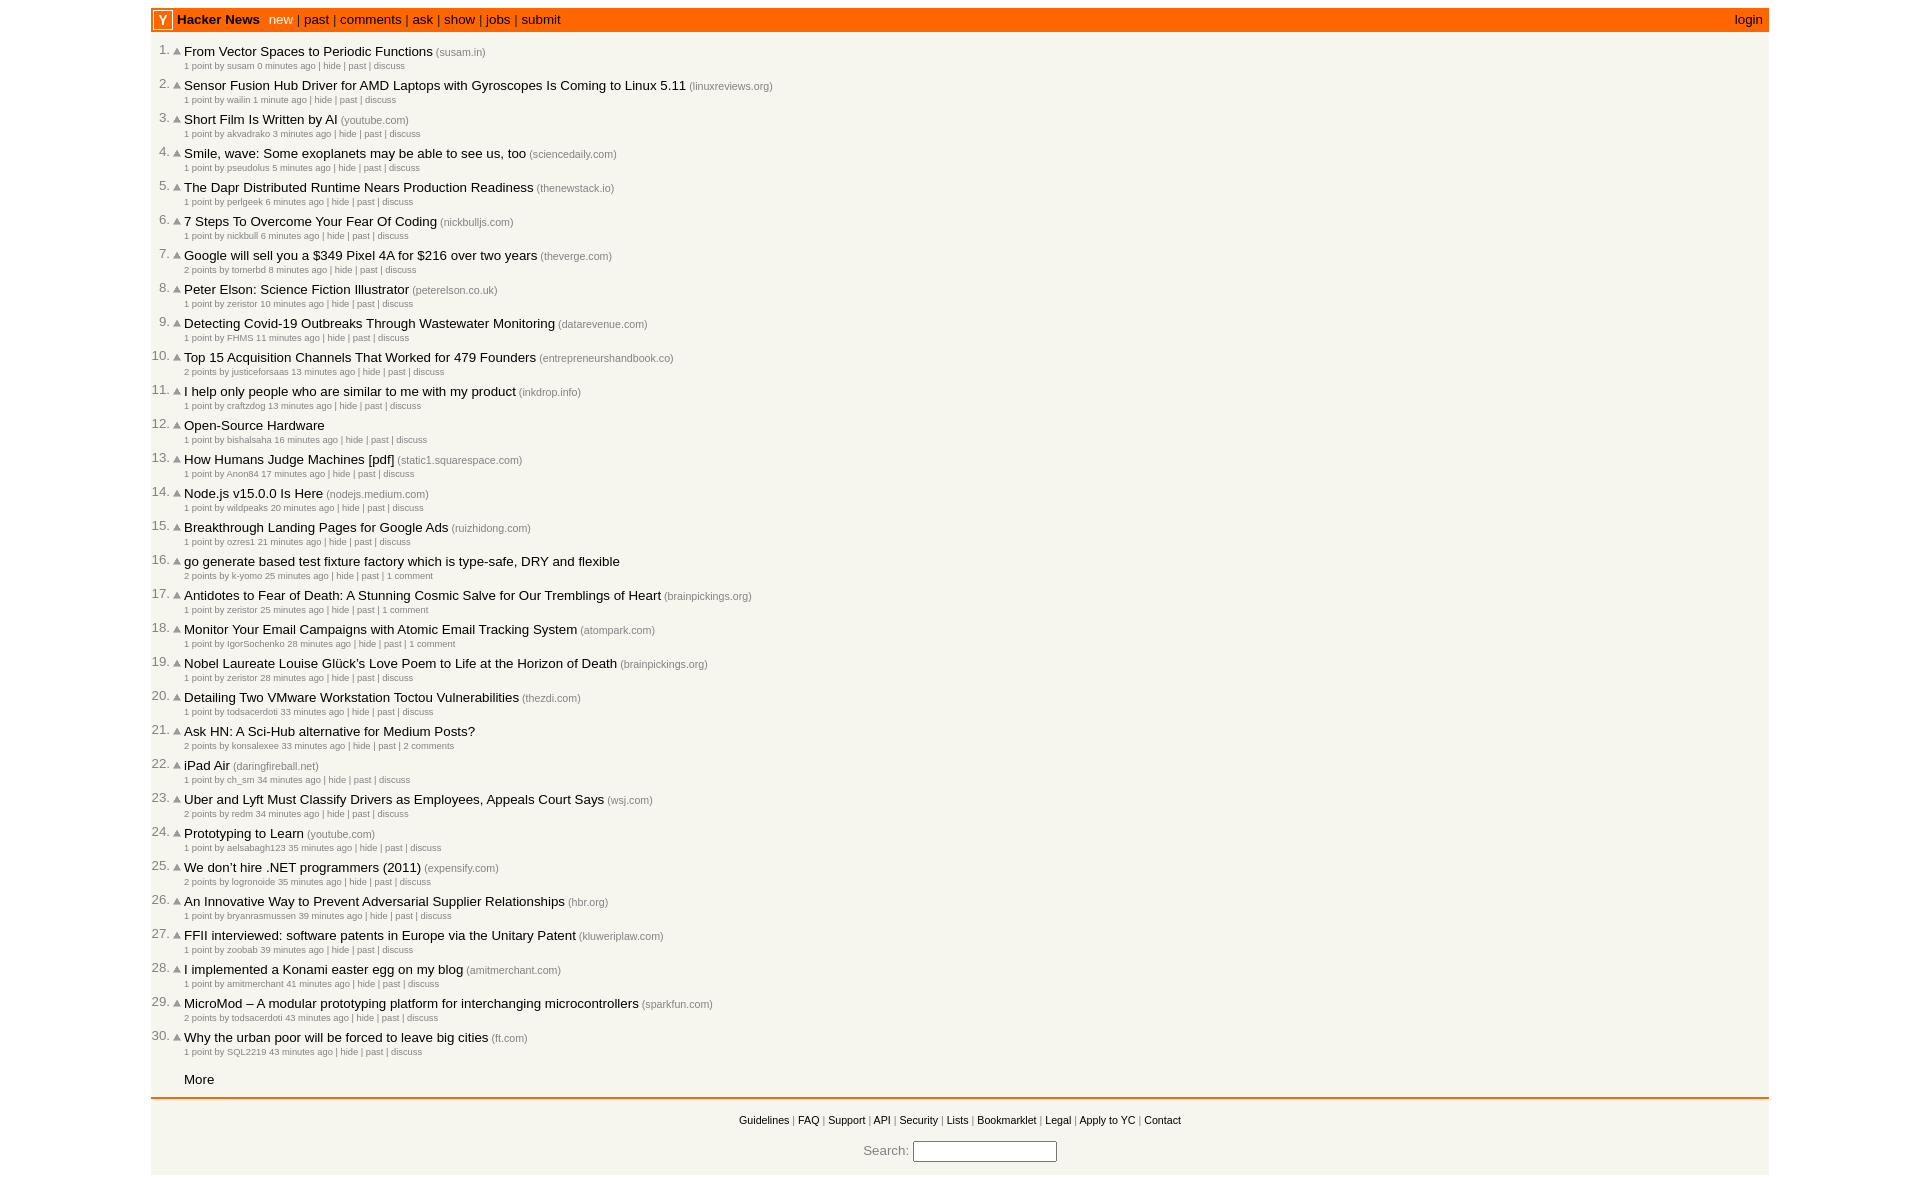 Y Hacker News new | past | comments | ask | show | jobs | submit login
1. From Vector Spaces to Periodic Functions (susam.in)
1 point by susam 0 minutes ago | hide | past | discuss
2. Sensor Fusion Hub Driver for AMD Laptops with Gyroscopes Is Coming to Linux 5.11 (linuxreviews.org)
1 point by wailin 1 minute ago | hide | past | discuss
3. Short Film Is Written by AI (youtube.com)
1 point by akvadrako 3 minutes ago | hide | past | discuss
4. Smile, wave: Some exoplanets may be able to see us, too (sciencedaily.com)
1 point by pseudolus 5 minutes ago | hide | past | discuss
5. The Dapr Distributed Runtime Nears Production Readiness (thenewstack.io)
1 point by perlgeek 6 minutes ago | hide | past | discuss
6. 7 Steps To Overcome Your Fear Of Coding (nickbulljs.com)
1 point by nickbull 6 minutes ago | hide | past | discuss
7. Google will sell you a $349 Pixel 4A for $216 over two years (theverge.com)
2 points by tomerbd 8 minutes ago | hide | past | discuss
8. Peter Elson: Science Fiction Illustrator (peterelson.co.uk)
1 point by zeristor 10 minutes ago | hide | past | discuss
9. Detecting Covid-19 Outbreaks Through Wastewater Monitoring (datarevenue.com)
1 point by FHMS 11 minutes ago | hide | past | discuss
10. Top 15 Acquisition Channels That Worked for 479 Founders (entrepreneurshandbook.co)
2 points by justiceforsaas 13 minutes ago | hide | past | discuss
11. I help only people who are similar to me with my product (inkdrop.info)
1 point by craftzdog 13 minutes ago | hide | past | discuss
12. Open-Source Hardware
1 point by bishalsaha 16 minutes ago | hide | past | discuss
13. How Humans Judge Machines [pdf] (static1.squarespace.com)
1 point by Anon84 17 minutes ago | hide | past | discuss
14. Node.js v15.0.0 Is Here (nodejs.medium.com)
1 point by wildpeaks 20 minutes ago | hide | past | discuss
15. Breakthrough Landing Pages for Google Ads (ruizhidong.com)
1 point by ozres1 21 minutes ago | hide | past | discuss
16. go generate based test fixture factory which is type-safe, DRY and flexible
2 points by k-yomo 25 minutes ago | hide | past | 1 comment
17. Antidotes to Fear of Death: A Stunning Cosmic Salve for Our Tremblings of Heart (brainpickings.org)
1 point by zeristor 25 minutes ago | hide | past | 1 comment
18. Monitor Your Email Campaigns with Atomic Email Tracking System (atompark.com)
1 point by IgorSochenko 28 minutes ago | hide | past | 1 comment
19. Nobel Laureate Louise Glück’s Love Poem to Life at the Horizon of Death (brainpickings.org)
1 point by zeristor 28 minutes ago | hide | past | discuss
20. Detailing Two VMware Workstation Toctou Vulnerabilities (thezdi.com)
1 point by todsacerdoti 33 minutes ago | hide | past | discuss
21. Ask HN: A Sci-Hub alternative for Medium Posts?
2 points by konsalexee 33 minutes ago | hide | past | 2 comments
22. iPad Air (daringfireball.net)
1 point by ch_sm 34 minutes ago | hide | past | discuss
23. Uber and Lyft Must Classify Drivers as Employees, Appeals Court Says (wsj.com)
2 points by redm 34 minutes ago | hide | past | discuss
24. Prototyping to Learn (youtube.com)
1 point by aelsabagh123 35 minutes ago | hide | past | discuss
25. We don’t hire .NET programmers (2011) (expensify.com)
2 points by logronoide 35 minutes ago | hide | past | discuss
26. An Innovative Way to Prevent Adversarial Supplier Relationships (hbr.org)
1 point by bryanrasmussen 39 minutes ago | hide | past | discuss
27. FFII interviewed: software patents in Europe via the Unitary Patent (kluweriplaw.com)
1 point by zoobab 39 minutes ago | hide | past | discuss
28. I implemented a Konami easter egg on my blog (amitmerchant.com)
1 point by amitmerchant 41 minutes ago | hide | past | discuss
29. MicroMod – A modular prototyping platform for interchanging microcontrollers (sparkfun.com)
2 points by todsacerdoti 43 minutes ago | hide | past | discuss
30. Why the urban poor will be forced to leave big cities (ft.com)
1 point by SQL2219 43 minutes ago | hide | past | discuss
More
Guidelines | FAQ | Support | API | Security | Lists | Bookmarklet | Legal | Apply to YC | Contact
Search: